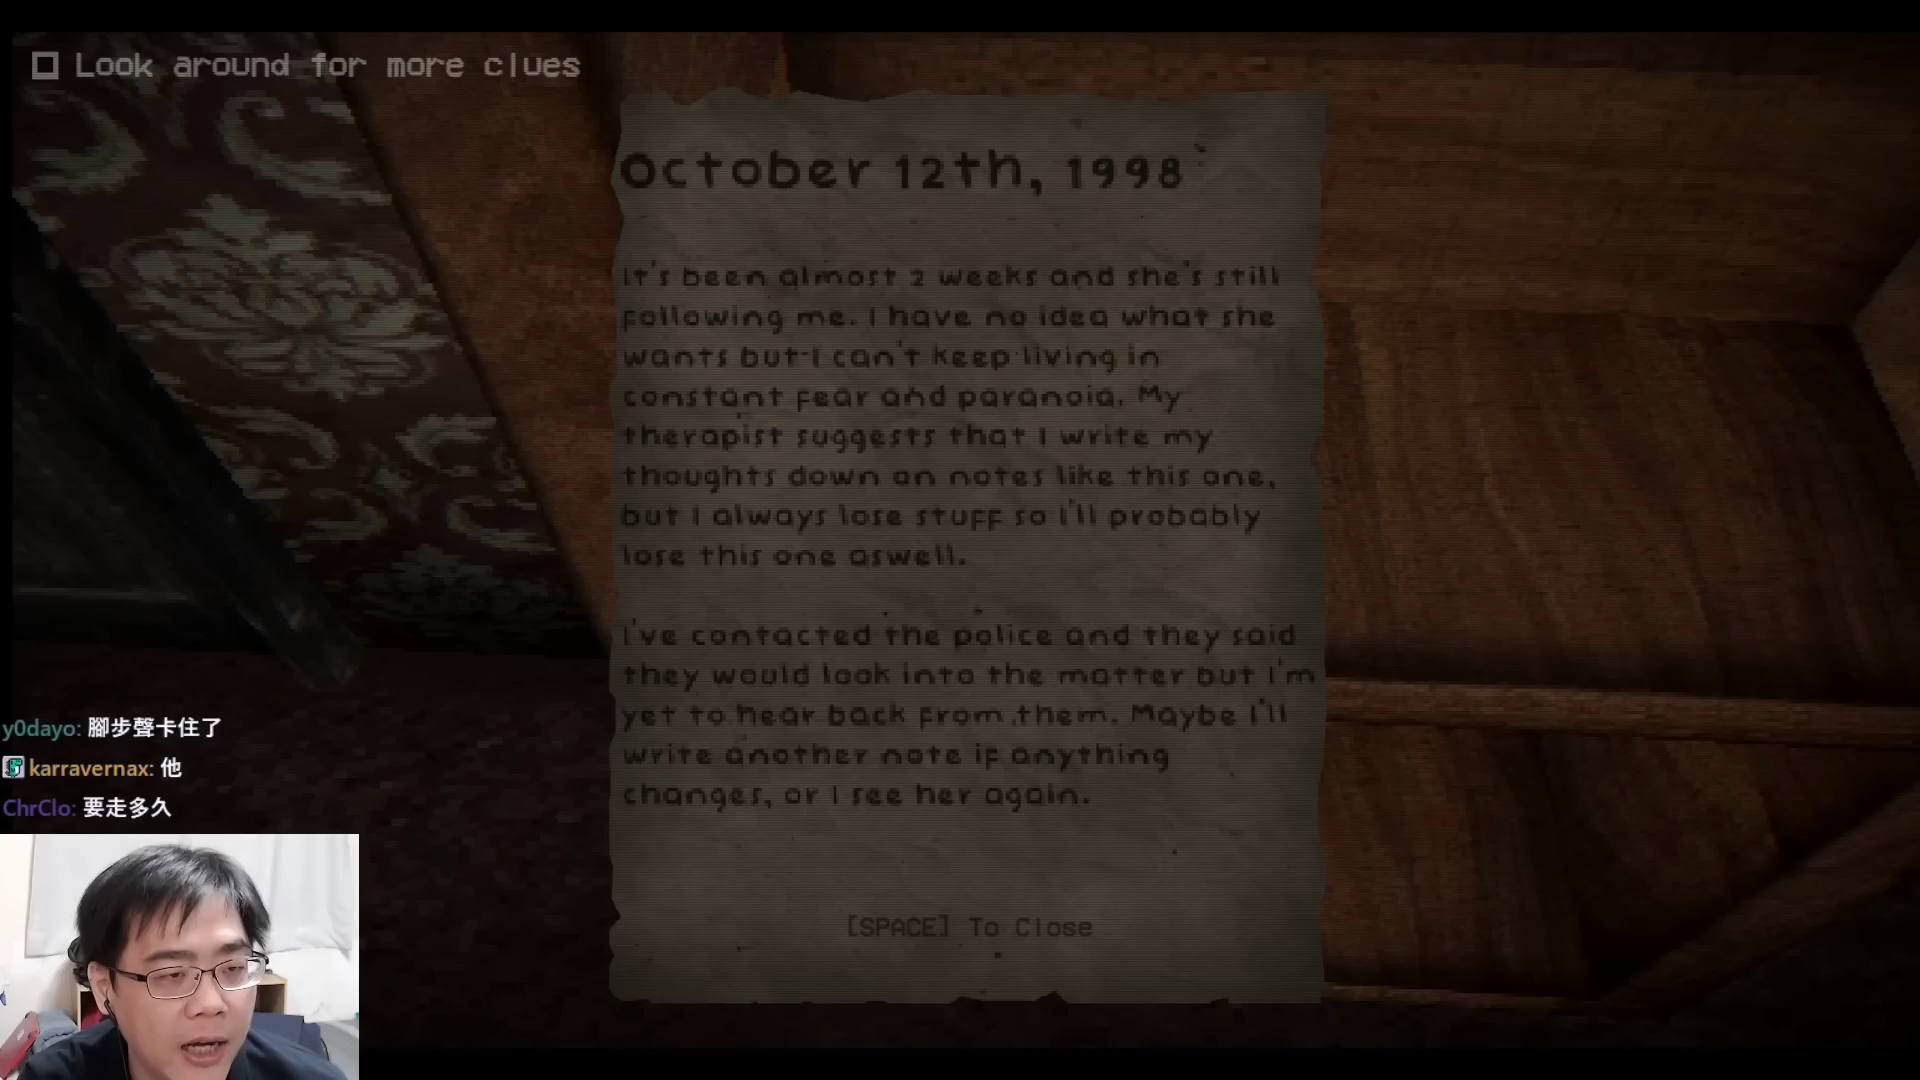 Look around for more clues
October 12th, 1998
It's been almost 2 weeks and she's still
following me. I have no idea what she
wants but I can't keep living in
constant fear and paranoia. My
therapist suggests that I write my
thoughts down on notes like this one,
but I always lose stuff so I'll probably
lose this one aswell.
I've contacted the police and they said
they would look into the matter but I'm
yet to hear back from them. Maybe I'll
write another note if anything
changes, or I see her again.
[SPACE] To Close
y0dayo: 腳步聲卡住了
karravernax: 他
ChrClo: 要走多久